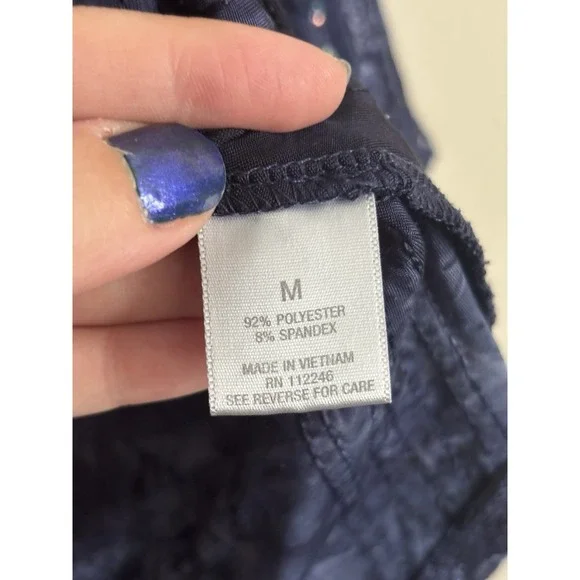 M
92% POLYESTER
8% SPANDEX
MADE IN VIETNAM
RN 112246
SEE REVERSE FOR CARE